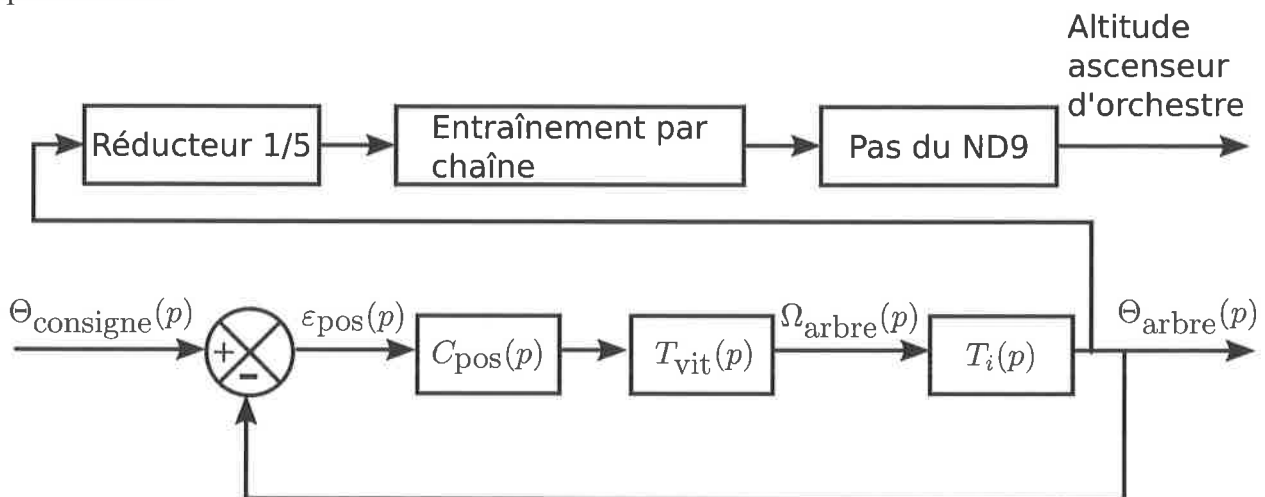 Altitude
ascenseur
d'orchestre
Réducteur 1/5
Entraînement par
chaîne
Pas du ND9
Θconsigne(p)
+
-
εpos(p)
Cpos(p)
Tvit(p)
Ωarbre(p)
Ti(p)
Θarbre(p)